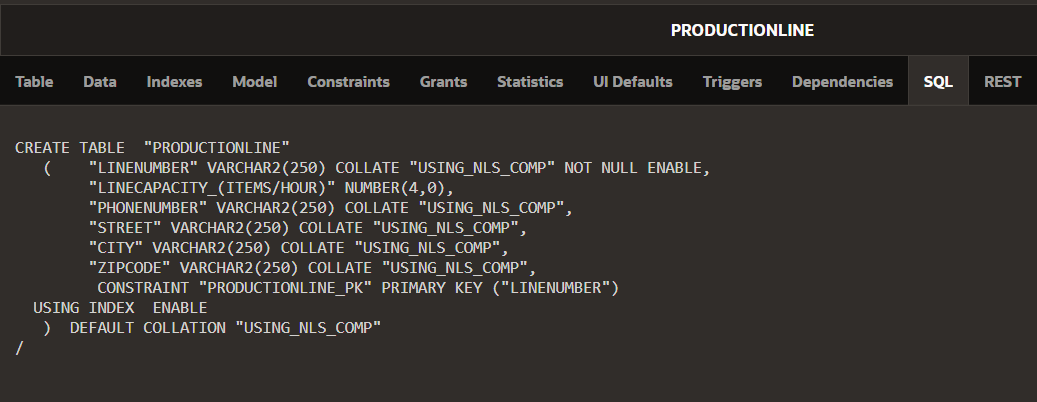 PRODUCTIONLINE
Table Data Indexes Model Constraints Grants Statistics UI Defaults Triggers Dependencies SQL REST
CREATE TABLE  "PRODUCTIONLINE"
   (    "LINENUMBER" VARCHAR2(250) COLLATE "USING_NLS_COMP" NOT NULL ENABLE,
        "LINECAPACITY_(ITEMS/HOUR)" NUMBER(4,0),
        "PHONENUMBER" VARCHAR2(250) COLLATE "USING_NLS_COMP",
        "STREET" VARCHAR2(250) COLLATE "USING_NLS_COMP",
        "CITY" VARCHAR2(250) COLLATE "USING_NLS_COMP",
        "ZIPCODE" VARCHAR2(250) COLLATE "USING_NLS_COMP",
         CONSTRAINT "PRODUCTIONLINE_PK" PRIMARY KEY ("LINENUMBER")
  USING INDEX  ENABLE
   )  DEFAULT COLLATION "USING_NLS_COMP"
/